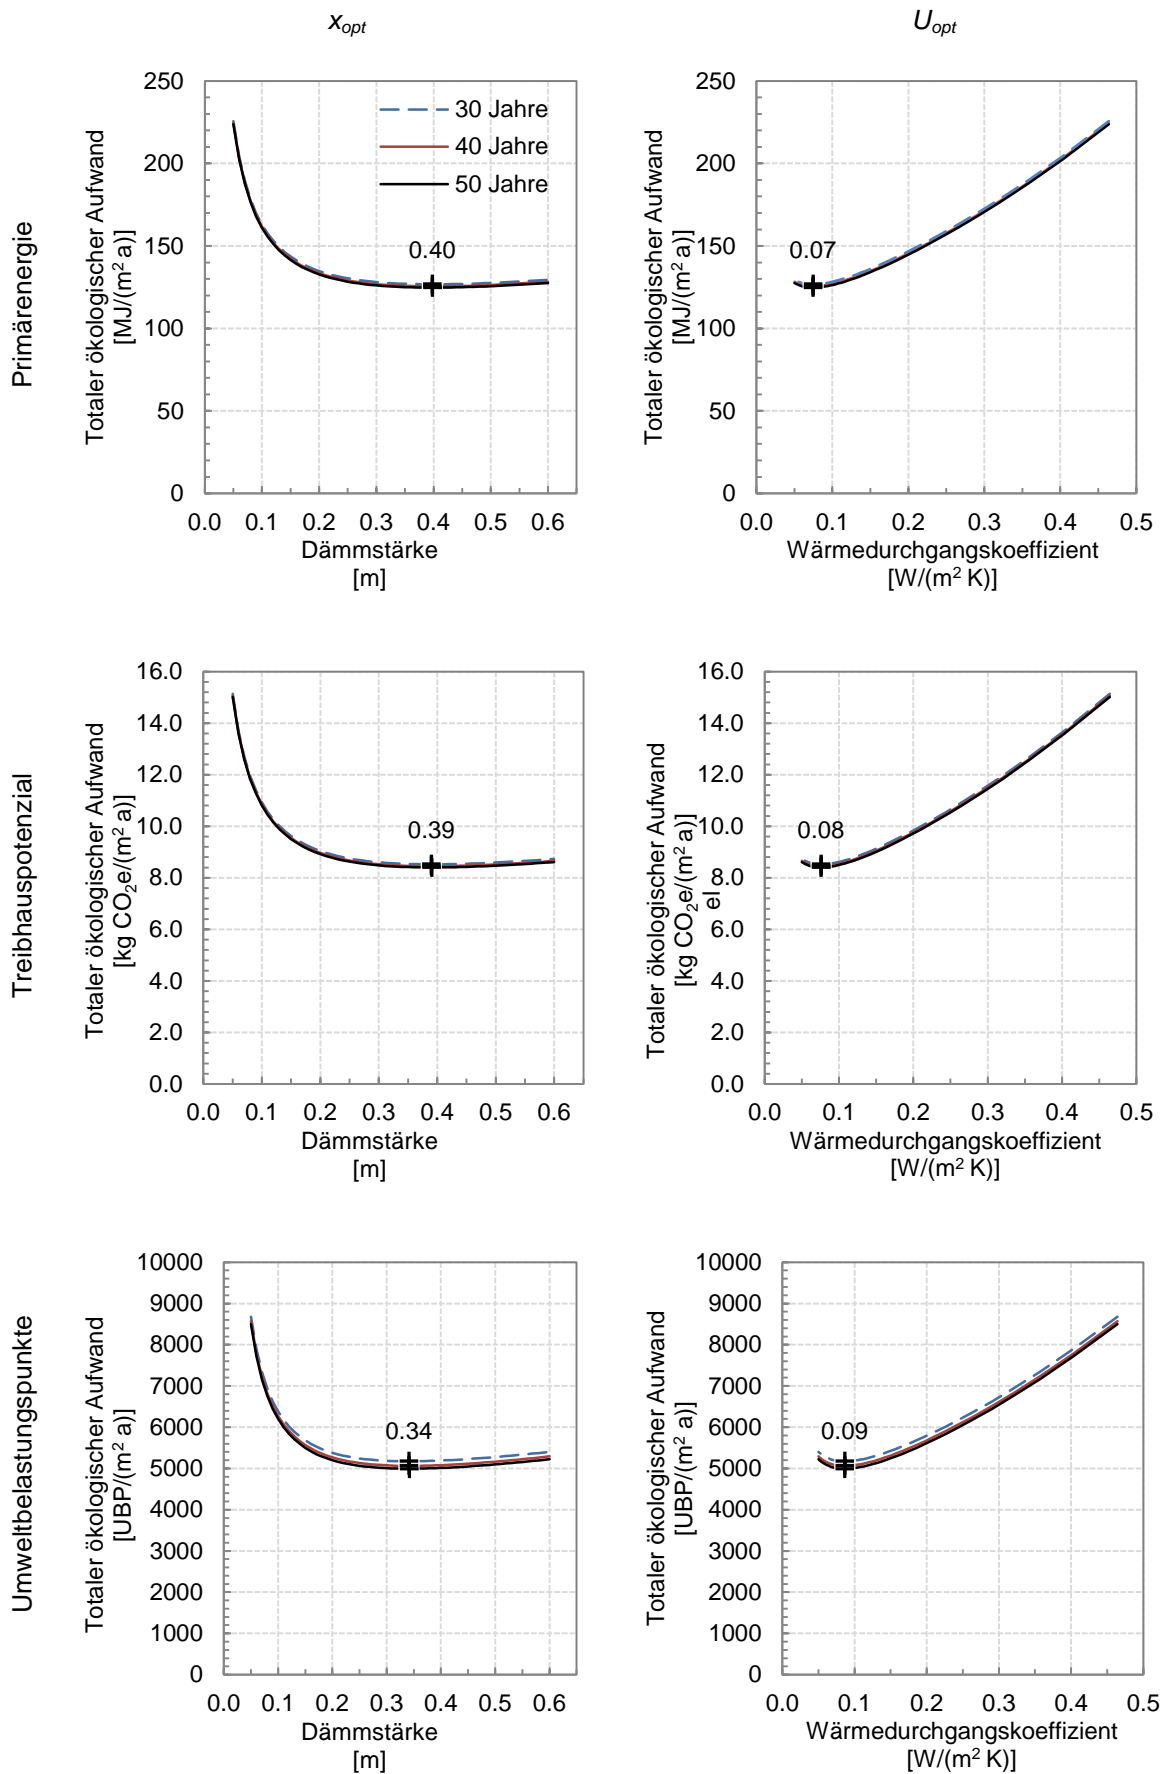 x_opt
U_opt
Primärenergie
Totaler ökologischer Aufwand
[MJ/(m² a)]
250
200
150
100
50
0
30 Jahre
40 Jahre
50 Jahre
0.40
0.0 0.1 0.2 0.3 0.4 0.5 0.6
Dämmstärke
[m]
Totaler ökologischer Aufwand
[MJ/(m² a)]
250
200
150
100
50
0
0.07
0.0 0.1 0.2 0.3 0.4 0.5
Wärmedurchgangskoeffizient
[W/(m² K)]
Treibhauspotenzial
Totaler ökologischer Aufwand
[kg CO₂e/(m² a)]
16.0
14.0
12.0
10.0
8.0
6.0
4.0
2.0
0.0
0.39
0.0 0.1 0.2 0.3 0.4 0.5 0.6
Dämmstärke
[m]
Totaler ökologischer Aufwand
[kg CO₂e/(m² a)]
el
16.0
14.0
12.0
10.0
8.0
6.0
4.0
2.0
0.0
0.08
0.0 0.1 0.2 0.3 0.4 0.5
Wärmedurchgangskoeffizient
[W/(m² K)]
Umweltbelastungspunkte
Totaler ökologischer Aufwand
[UBP/(m² a)]
10000
9000
8000
7000
6000
5000
4000
3000
2000
1000
0
0.34
0.0 0.1 0.2 0.3 0.4 0.5 0.6
Dämmstärke
[m]
Totaler ökologischer Aufwand
[UBP/(m² a)]
10000
9000
8000
7000
6000
5000
4000
3000
2000
1000
0
0.09
0.0 0.1 0.2 0.3 0.4 0.5
Wärmedurchgangskoeffizient
[W/(m² K)]